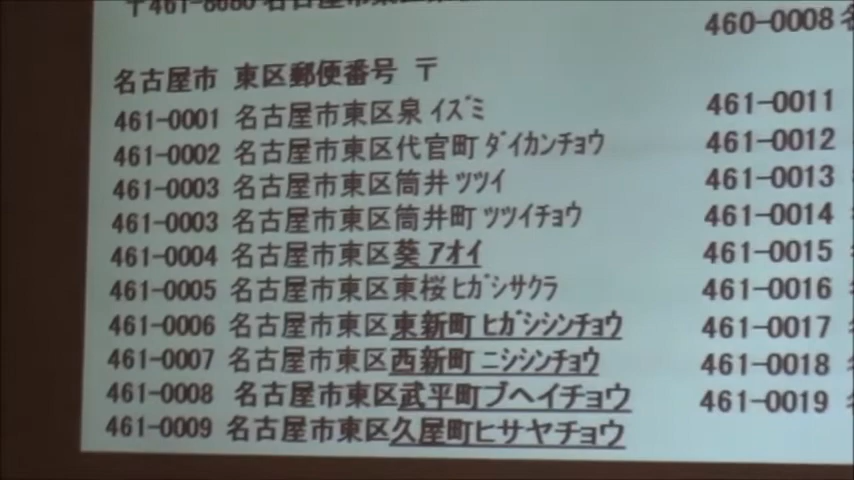 〒461-8680 名古屋市東区
460-0008 名
名古屋市 東区郵便番号 〒
461-0001 名古屋市東区泉 ｲｽﾞﾐ
461-0002 名古屋市東区代官町 ﾀﾞｲｶﾝﾁｮｳ
461-0003 名古屋市東区筒井 ﾂﾂｲ
461-0003 名古屋市東区筒井町 ﾂﾂｲﾁｮｳ
461-0004 名古屋市東区葵 ｱｵｲ
461-0005 名古屋市東区東桜 ﾋｶﾞｼｻｸﾗ
461-0006 名古屋市東区東新町 ﾋｶﾞｼｼﾝﾁｮｳ
461-0007 名古屋市東区西新町 ﾆｼｼﾝﾁｮｳ
461-0008 名古屋市東区武平町ブヘイチョウ
461-0009 名古屋市東区久屋町ヒサヤチョウ
461-0011
461-0012
461-0013
461-0014
461-0015
461-0016
461-0017
461-0018
461-0019